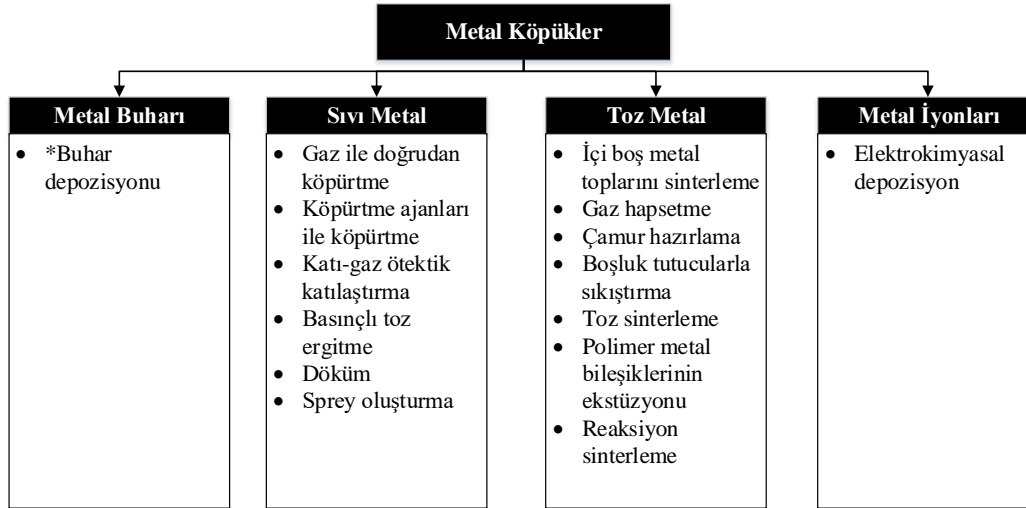 Metal Köpükler
Metal Buharı
• *Buhar
depozisyonu
Sıvı Metal
• Gaz ile doğrudan
köpürtme
• Köpürtme ajanları
ile köpürtme
• Katı-gaz ötektik
katılaştırma
• Basınçlı toz
ergitme
• Döküm
• Sprey oluşturma
Toz Metal
• İçi boş metal
toplarını sinterleme
• Gaz hapsetme
• Çamur hazırlama
• Boşluk tutucularla
sıkıştırma
• Toz sinterleme
• Polimer metal
bileşiklerinin
ekstüzyonu
• Reaksiyon
sinterleme
Metal İyonları
• Elektrokimyasal
depozisyon